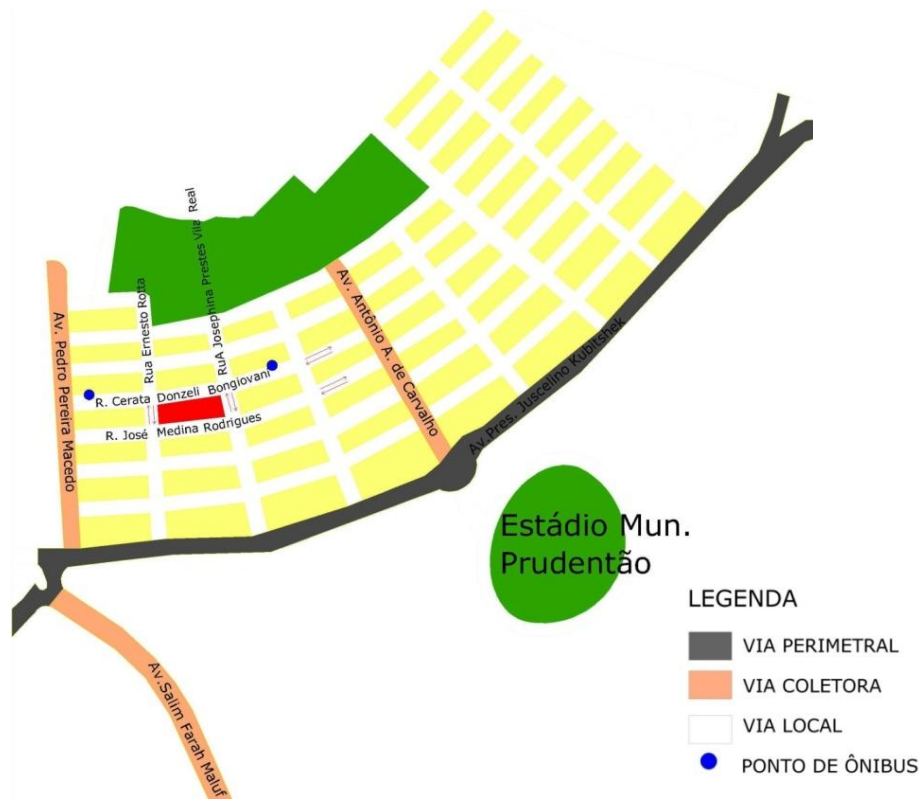 Rua Ernesto Rotta
RuA Josephina Prestes Vila Real
Av. Pedro Pereira Macedo
Av. Antônio A. de Carvalho
R. Cerata Donzeli Bongiovani
R. José Medina Rodrigues
Av Pres. Juscelino Kubitshek
Estádio Mun.
Prudentão
Av.Salim Farah Maluf
LEGENDA
VIA PERIMETRAL
VIA COLETORA
VIA LOCAL
PONTO DE ÔNIBUS